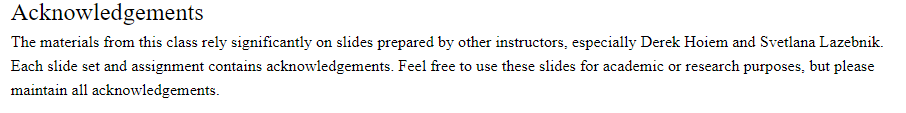 Acknowledgements
The materials from this class rely significantly on slides prepared by other instructors, especially Derek Hoiem and Svetlana Lazebnik.
Each slide set and assignment contains acknowledgements. Feel free to use these slides for academic or research purposes, but please
maintain all acknowledgements.